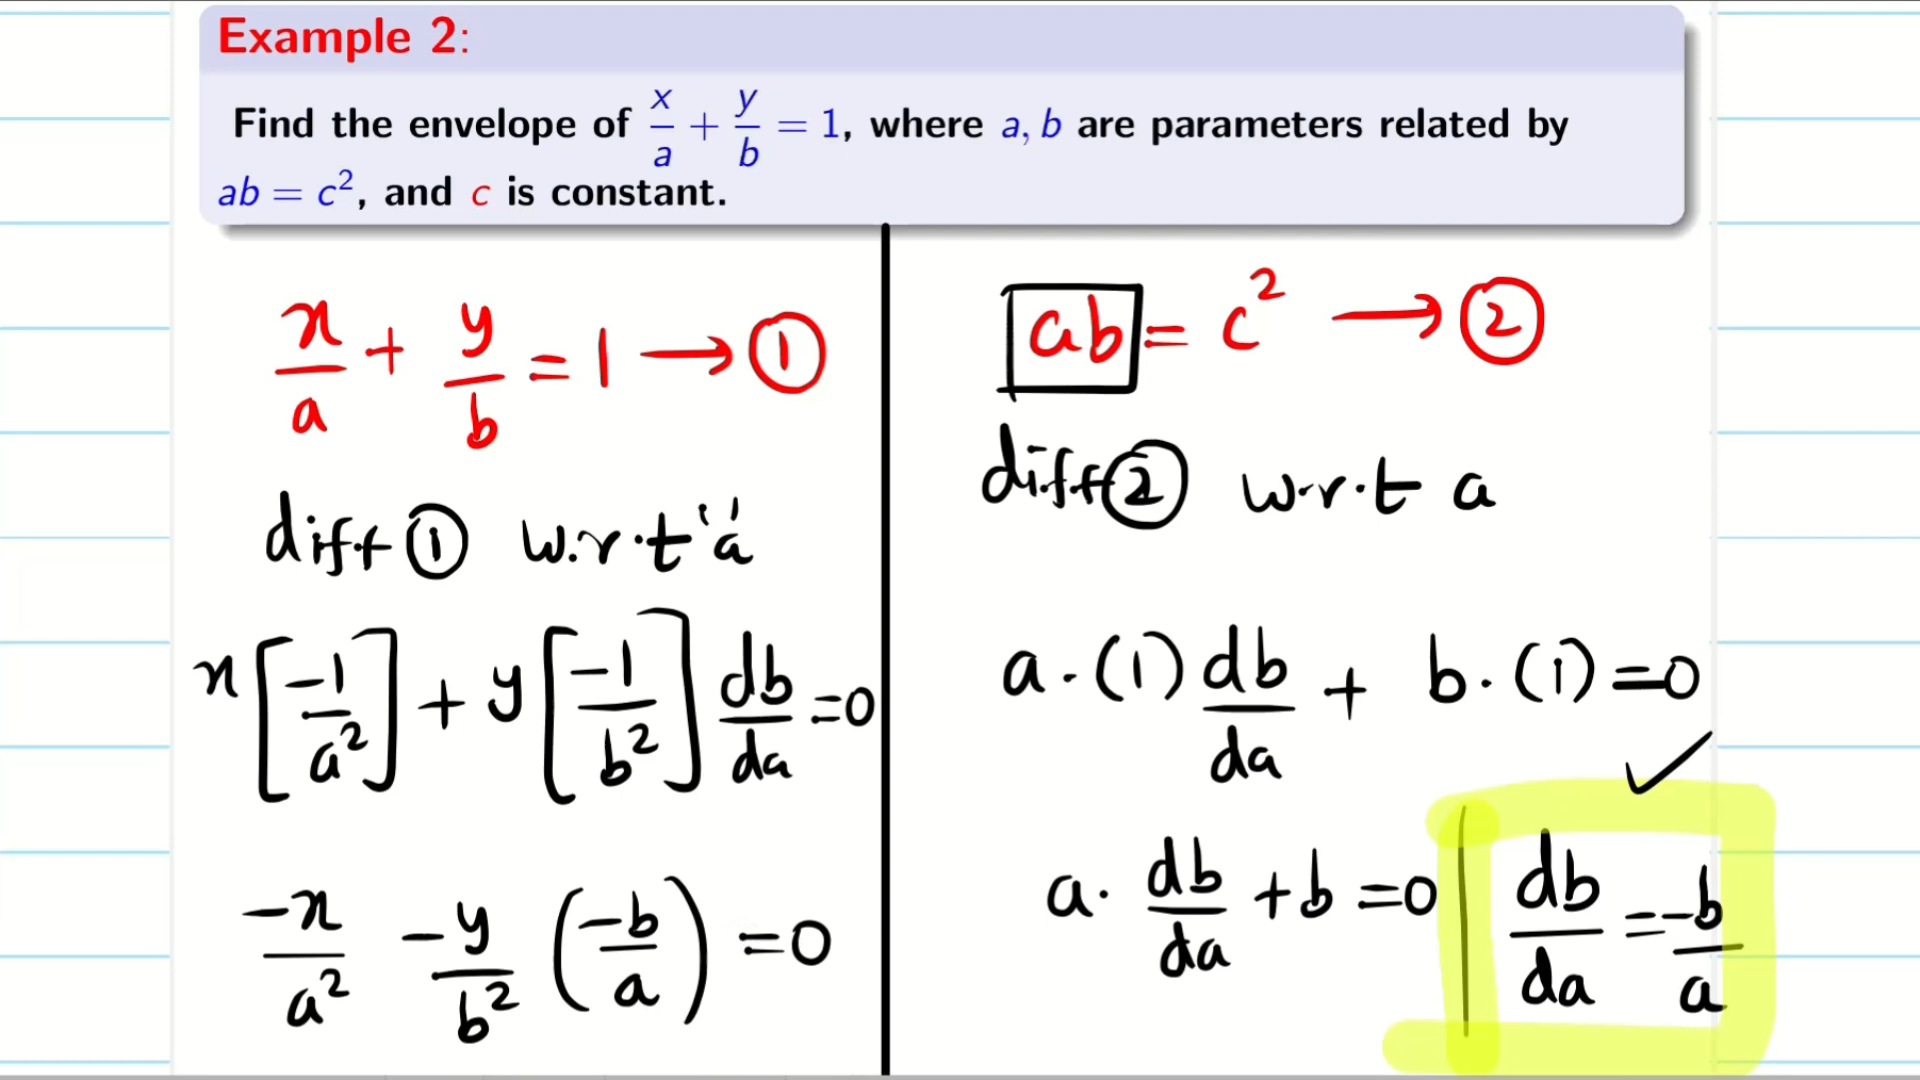 Example 2:
Find the envelope of x/a + y/b = 1, where a, b are parameters related by
ab = c², and c is constant.
x/a + y/b = 1 → ①
diff ① w.r.t "a
x[-1/a²] + y[-1/b²] db/da = 0
-x/a² - y/b² (-b/a) = 0
ab = c² → ②
diff ② w.r.t a
a·(1) db/da + b·(1) = 0
✓
a· db/da + b = 0 | db/da = -b/a